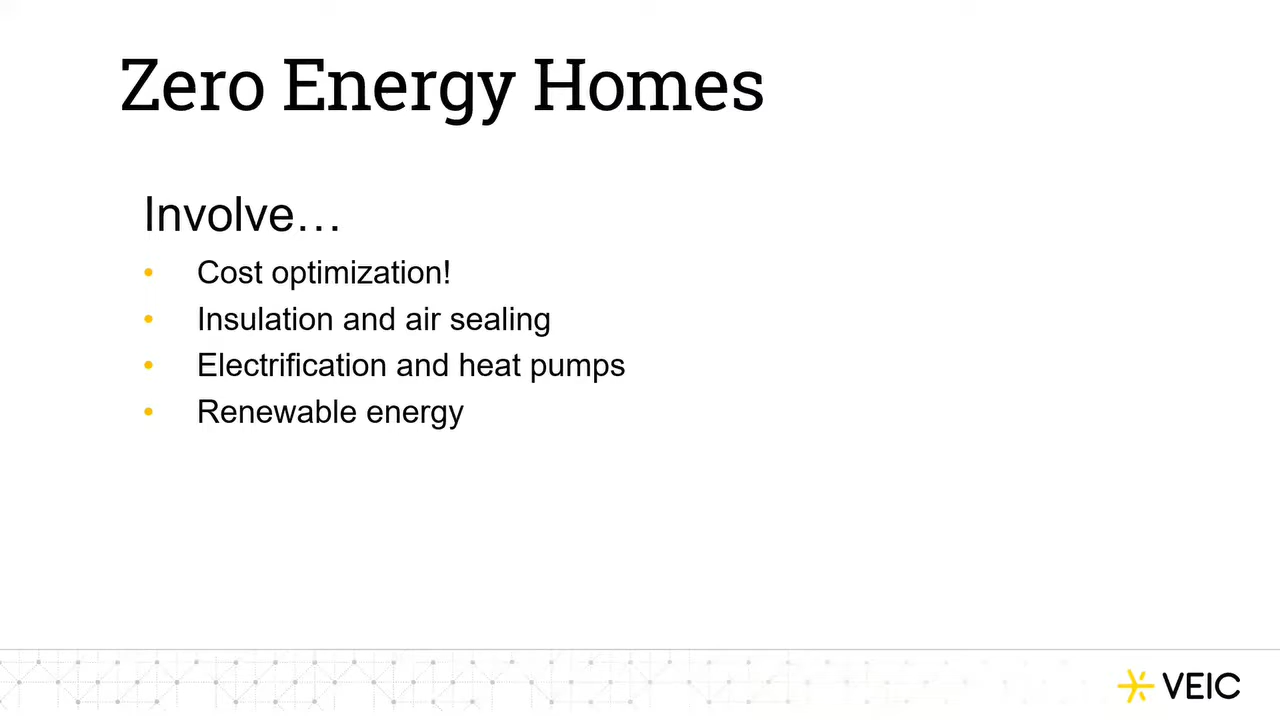 Zero Energy Homes
Involve…
• Cost optimization!
• Insulation and air sealing
• Electrification and heat pumps
• Renewable energy
VEIC